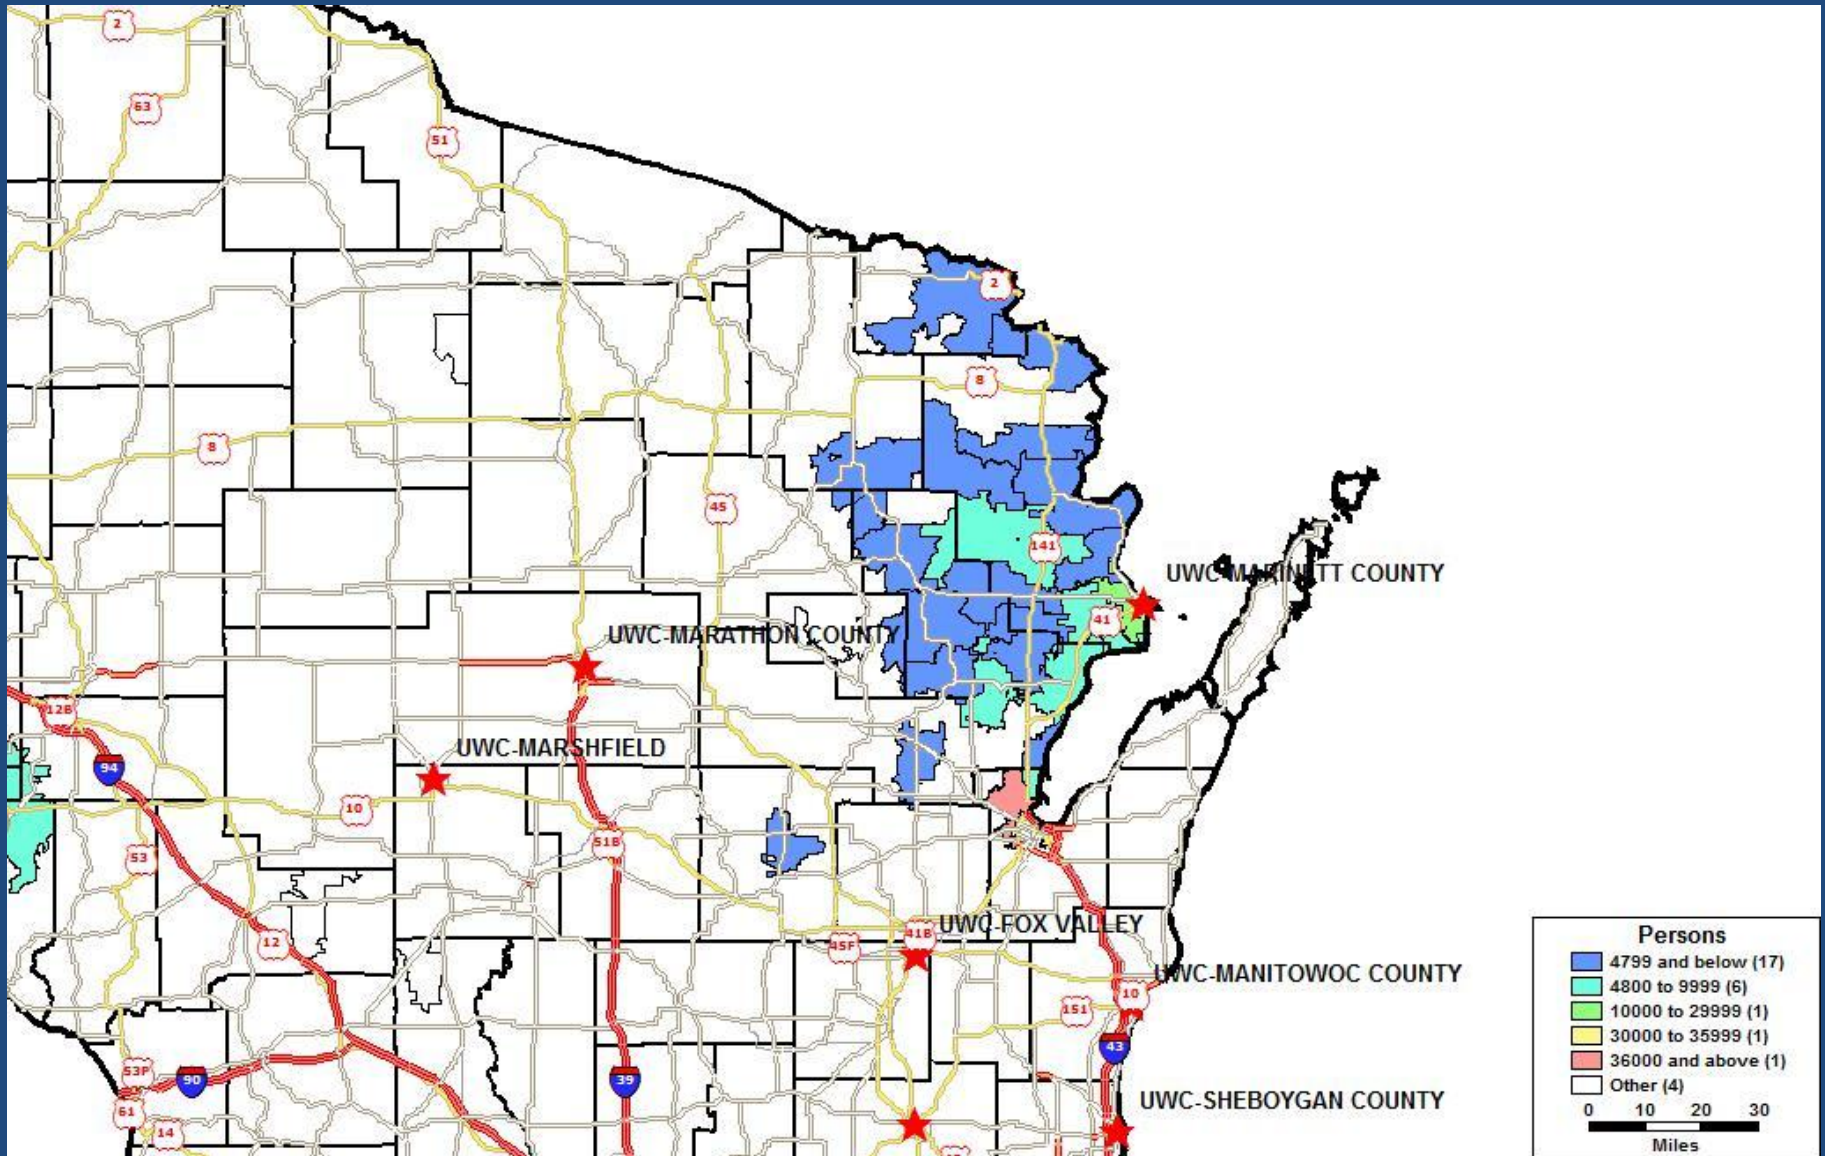 2
63
51
2
8
8
45
141
UWC-MARINETT COUNTY
41
UWC-MARATHON COUNTY
12B
UWC-MARSHFIELD
94
10
53
51B
12
UWC-FOX VALLEY
41B
45F
UWC-MANITOWOC COUNTY
10
151
43
53P
90
39
61
14
UWC-SHEBOYGAN COUNTY
Persons
4799 and below (17)
4800 to 9999 (6)
10000 to 29999 (1)
30000 to 35999 (1)
36000 and above (1)
Other (4)
0 10 20 30
Miles